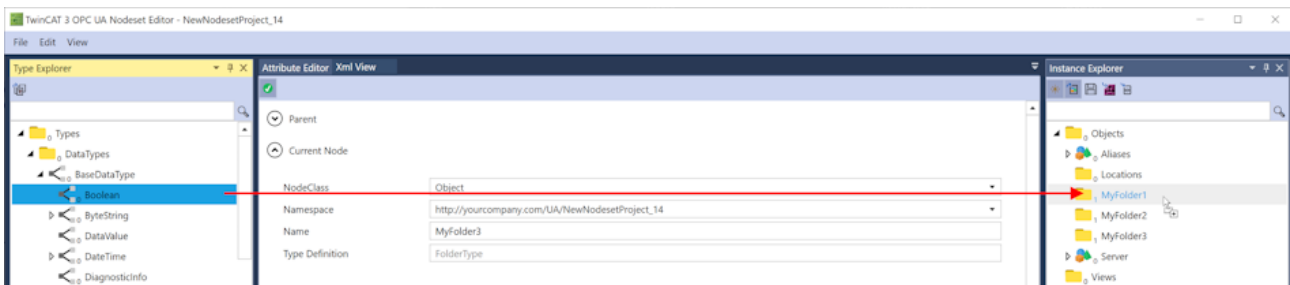 TwinCAT 3 OPC UA Nodeset Editor - NewNodesetProject_14
File Edit View
Type Explorer
Types
DataTypes
BaseDataType
Boolean
ByteString
DataValue
DateTime
DiagnosticInfo
Attribute Editor Xml View
Parent
Current Node
NodeClass Object
Namespace http://yourcompany.com/UA/NewNodesetProject_14
Name MyFolder3
Type Definition FolderType
Instance Explorer
0 Objects
0 Aliases
0 Locations
1 MyFolder1
1 MyFolder2
1 MyFolder3
0 Server
0 Views